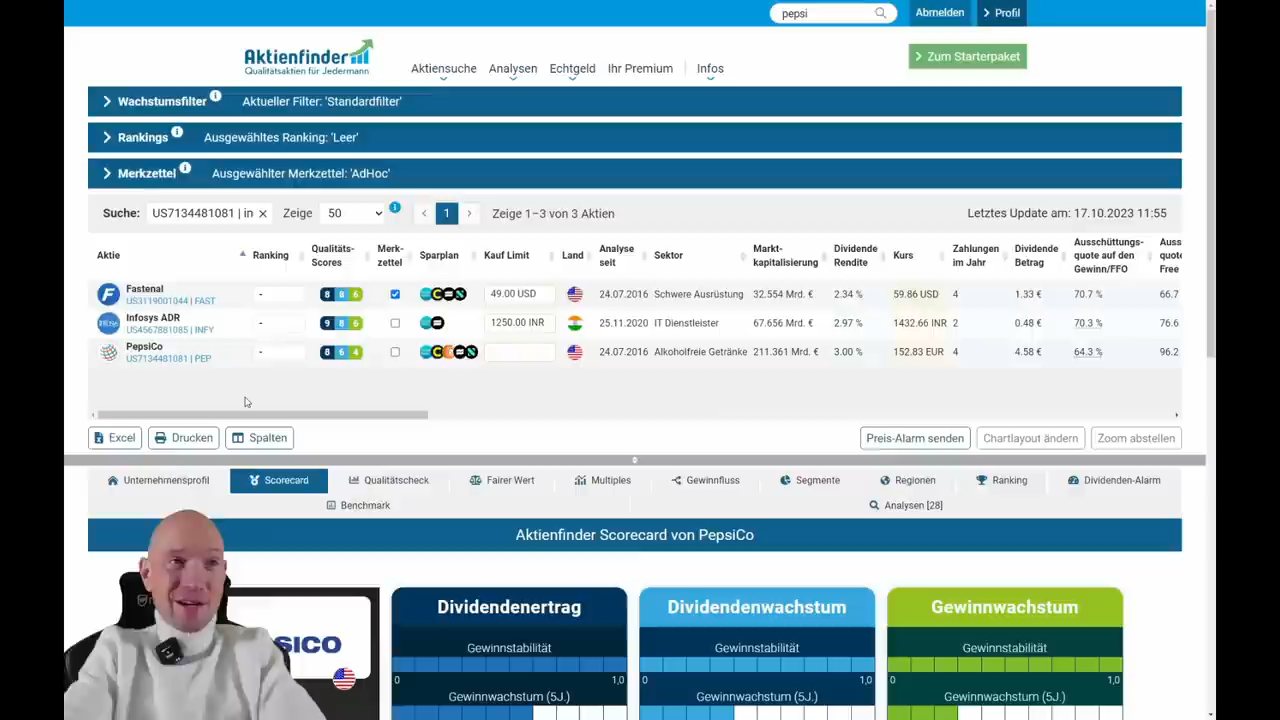 pepsi
Abmelden
Profil
Aktienfinder
Qualitätsaktien für Jedermann
Aktiensuche Analysen Echtgeld Ihr Premium Infos
Zum Starterpaket
Wachstumsfilter Aktueller Filter: 'Standardfilter'
Rankings Ausgewähltes Ranking: 'Leer'
Merkzettel Ausgewählter Merkzettel: 'AdHoc'
Suche: US7134481081 | in Zeige 50 1 Zeige 1–3 von 3 Aktien Letztes Update am: 17.10.2023 11:55
Aktie Ranking Qualitäts-Scores Merk-zettel Sparplan Kauf Limit Land Analyse seit Sektor Markt-kapitalisierung Dividende Rendite Kurs Zahlungen im Jahr Dividende Betrag Ausschüttungs-quote auf den Gewinn/FFO Auss quote Free
Fastenal
US3119001044 | FAST
- 8 8 6 49.00 USD 24.07.2016 Schwere Ausrüstung 32.554 Mrd. € 2.34 % 59.86 USD 4 1.33 € 70.7 % 66.7
Infosys ADR
US4567881085 | INFY
- 9 8 6 1250.00 INR 25.11.2020 IT Dienstleister 67.656 Mrd. € 2.97 % 1432.66 INR 2 0.48 € 70.3 % 76.6
PepsiCo
US7134481081 | PEP
- 8 6 4 24.07.2016 Alkoholfreie Getränke 211.361 Mrd. € 3.00 % 152.83 EUR 4 4.58 € 64.3 % 96.2
Excel Drucken Spalten Preis-Alarm senden Chartlayout ändern Zoom abstellen
Unternehmensprofil Scorecard Qualitätscheck Fairer Wert Multiples Gewinnfluss Segmente Regionen Ranking Dividenden-Alarm
Benchmark Analysen [28]
Aktienfinder Scorecard von PepsiCo
SICO
Dividendenertrag
Gewinnstabilität
0 1,0
Gewinnwachstum (5J.)
Dividendenwachstum
Gewinnstabilität
0 1,0
Gewinnwachstum (5J.)
Gewinnwachstum
Gewinnstabilität
0 1,0
Gewinnwachstum (5J.)